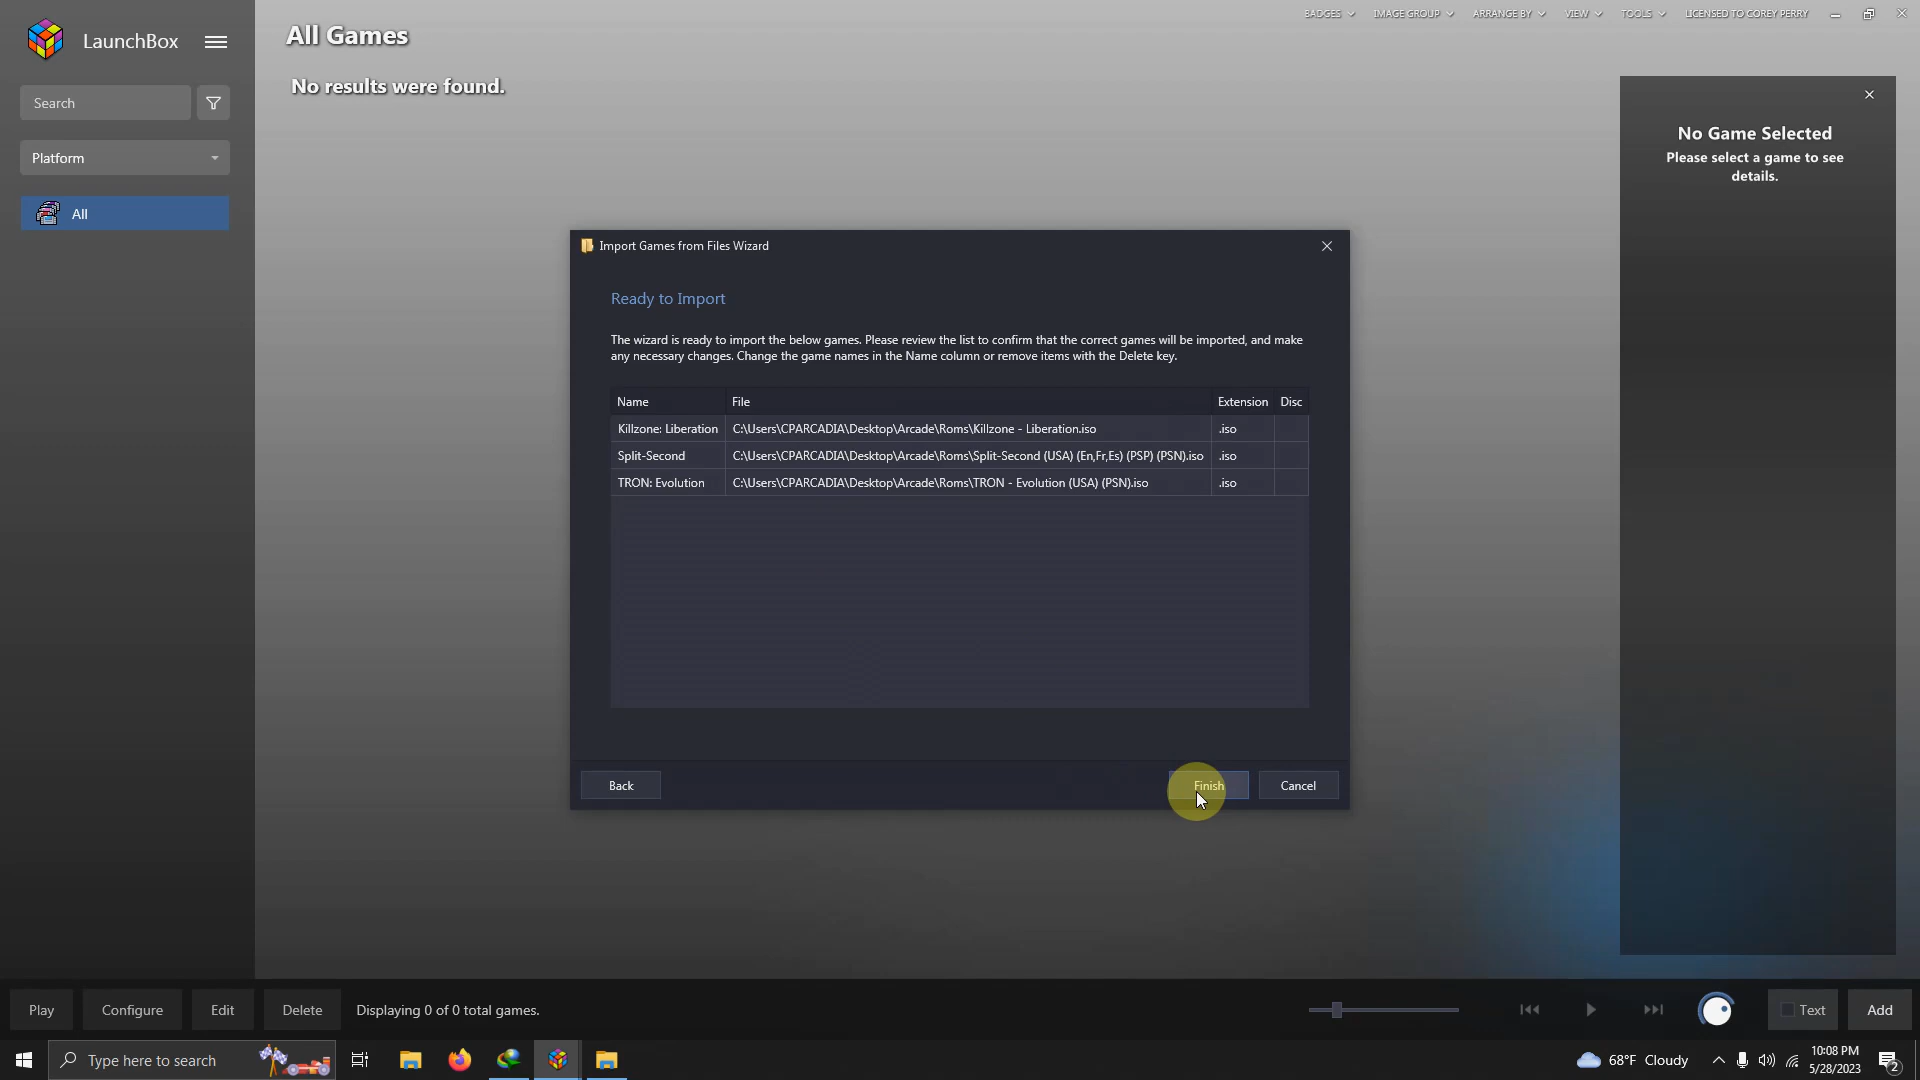 LaunchBox
All Games
BADGES
IMAGE GROUP
ARRANGE BY
VIEW
TOOLS
LICENSED TO COREY PERRY
Search
No results were found.
Platform
All
No Game Selected
Please select a game to see
details.
Import Games from Files Wizard
Ready to Import
The wizard is ready to import the below games. Please review the list to confirm that the correct games will be imported, and make
any necessary changes. Change the game names in the Name column or remove items with the Delete key.
Name File Extension Disc
Killzone: Liberation C:\Users\CPARCADIA\Desktop\Arcade\Roms\Killzone - Liberation.iso .iso
Split-Second C:\Users\CPARCADIA\Desktop\Arcade\Roms\Split-Second (USA) (En,Fr,Es) (PSP) (PSN).iso .iso
TRON: Evolution C:\Users\CPARCADIA\Desktop\Arcade\Roms\TRON - Evolution (USA) (PSN).iso .iso
Back
Finish
Cancel
Play
Configure
Edit
Delete
Displaying 0 of 0 total games.
Text
Add
Type here to search
68°F Cloudy
10:08 PM
5/28/2023
2